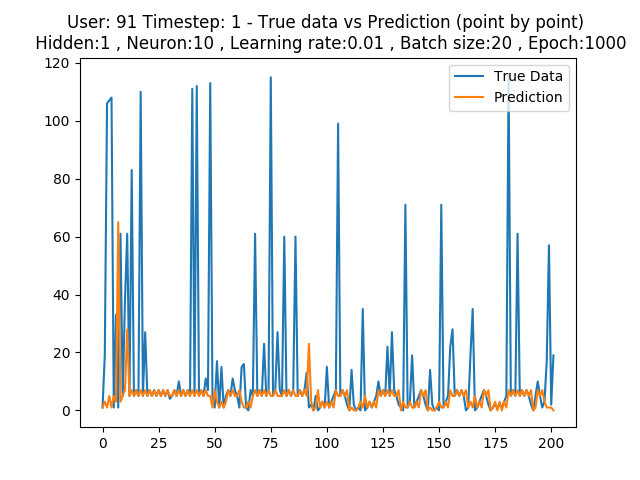 User: 91 Timestep: 1 - True data vs Prediction (point by point)
Hidden:1 , Neuron:10 , Learning rate:0.01 , Batch size:20 , Epoch:1000
True Data
Prediction
120
100
80
60
40
20
0
0 25 50 75 100 125 150 175 200